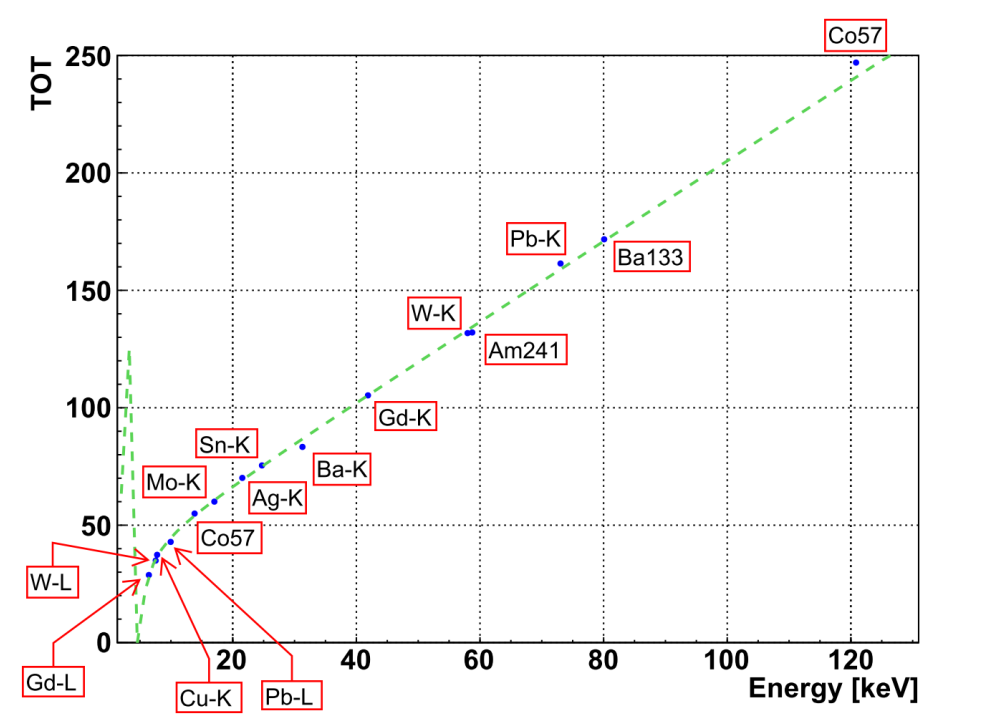 Co57
250
TOT
200
Pb-K
Ba133
150
W-K
Am241
100
Gd-K
Sn-K
Ba-K
Mo-K
Ag-K
50
Co57
W-L
0
20
40
60
80
100
120
Gd-L
Cu-K
Pb-L
Energy [keV]